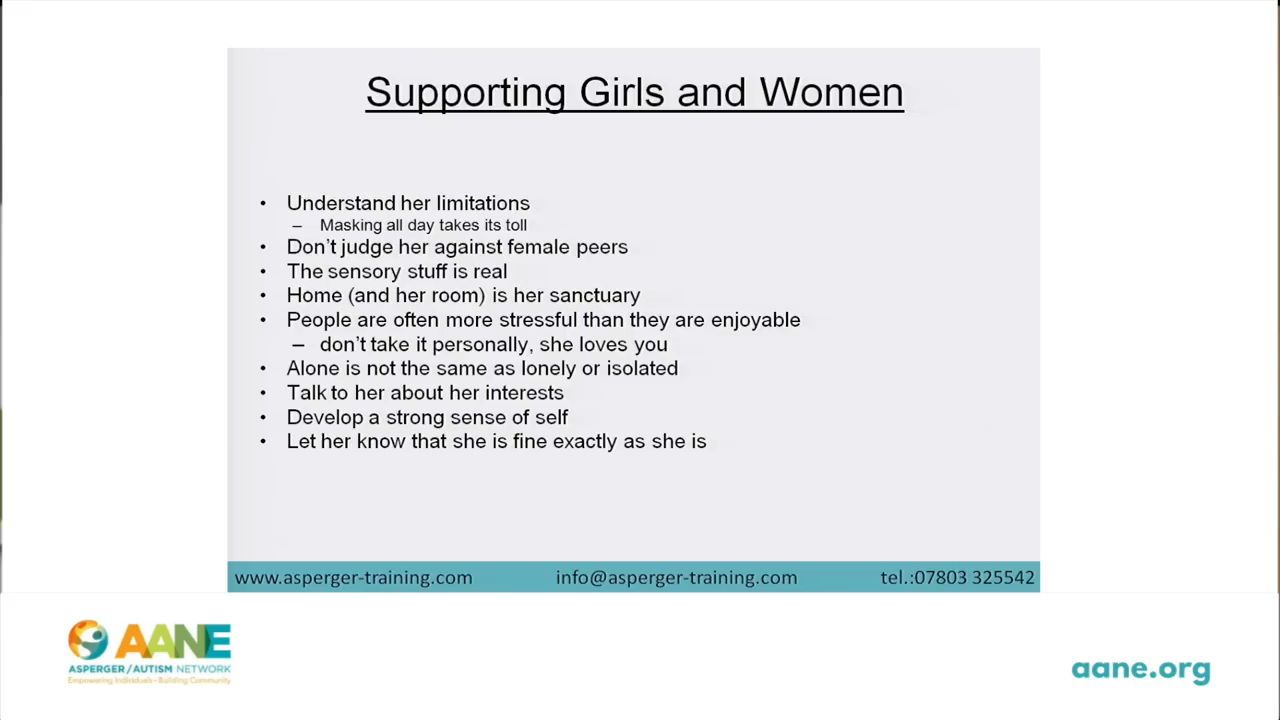 Supporting Girls and Women
• Understand her limitations
– Masking all day takes its toll
• Don't judge her against female peers
• The sensory stuff is real
• Home (and her room) is her sanctuary
• People are often more stressful than they are enjoyable
– don't take it personally, she loves you
• Alone is not the same as lonely or isolated
• Talk to her about her interests
• Develop a strong sense of self
• Let her know that she is fine exactly as she is
www.asperger-training.com info@asperger-training.com tel.:07803 325542
AANE
ASPERGER/AUTISM NETWORK
Empowering Individuals·Building Community
aane.org